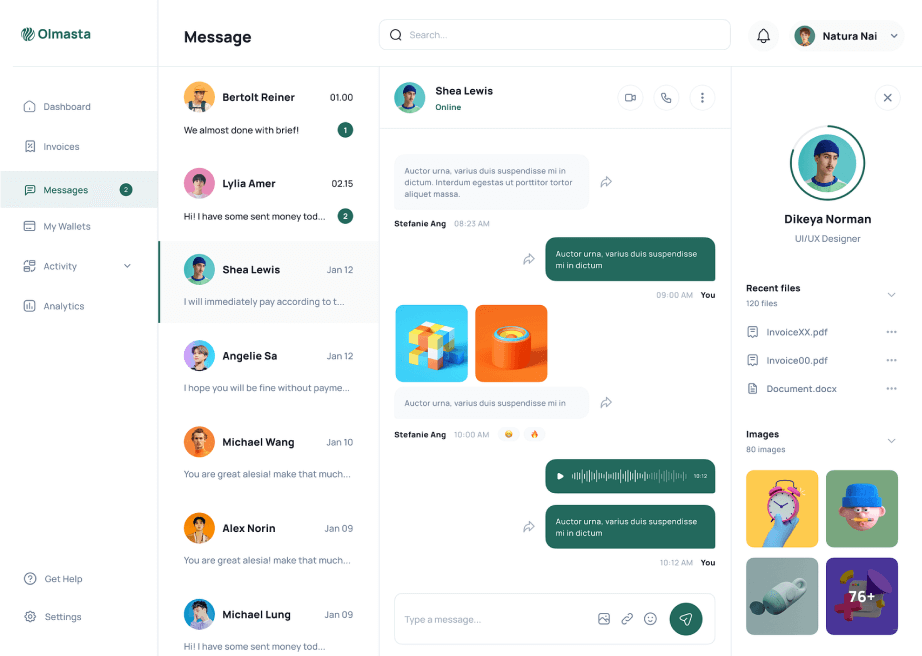 Olmasta
Message
Search...
Natura Nai
Dashboard
Invoices
Messages
2
My Wallets
Activity
Analytics
Get Help
Settings
Bertolt Reiner
01.00
We almost done with brief!
1
Lylia Amer
02.15
Hi! I have some sent money tod...
2
Shea Lewis
Jan 12
I will immediately pay according to t...
Angelie Sa
Jan 12
I hope you will be fine without payme...
Michael Wang
Jan 10
You are great alesia! make that much...
Alex Norin
Jan 09
You are great alesia! make that much...
Michael Lung
Jan 09
Hi! I have some sent money tod...
Shea Lewis
Online
Auctor urna, varius duis suspendisse mi in
dictum. Interdum egestas ut porttitor tortor
aliquet massa.
Stefanie Ang 08:23 AM
Auctor urna, varius duis suspendisse
mi in dictum
09:00 AM You
Auctor urna, varius duis suspendisse mi in
Stefanie Ang 10:00 AM
10:12
Auctor urna, varius duis suspendisse
mi in dictum
10:12 AM You
Type a message...
Dikeya Norman
UI/UX Designer
Recent files
120 files
InvoiceXX.pdf
Invoice00.pdf
Document.docx
Images
80 images
76+